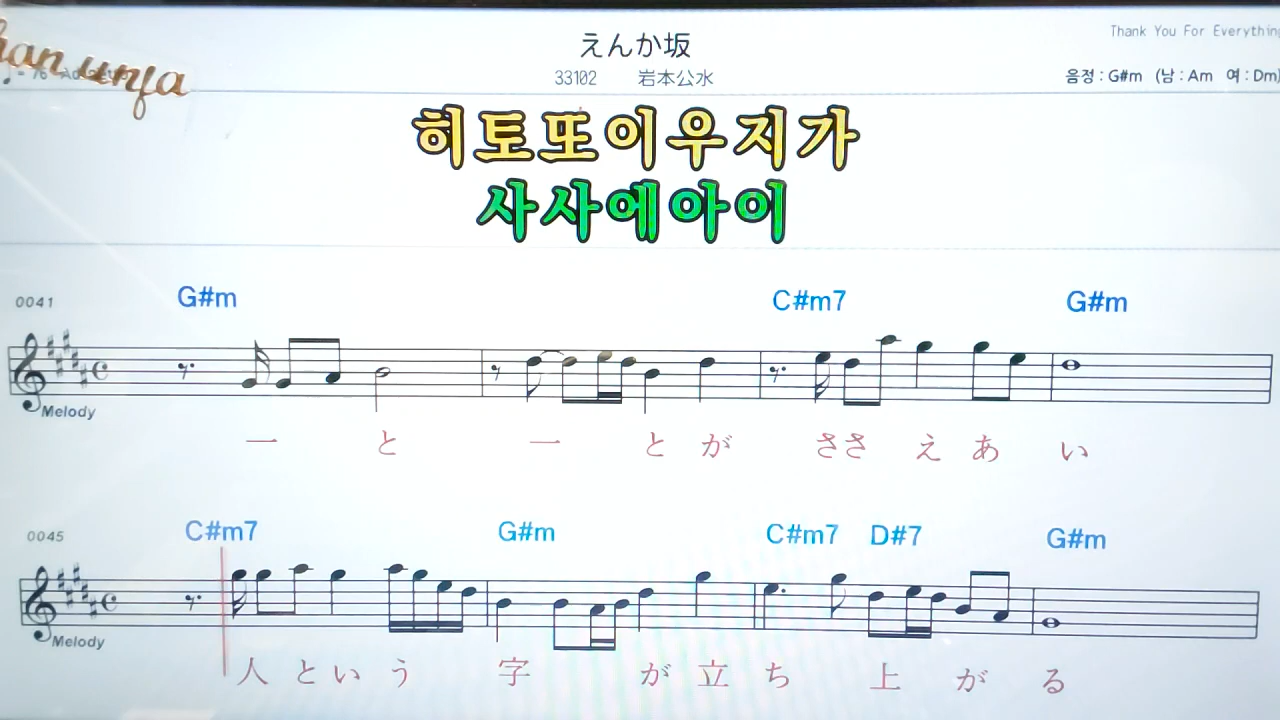 Thank You For Everything
えんか坂
33102 岩本公水
음정 : G#m (남 : Am 여 : Dm)
히토또이우지가
사사에아이
0041 G#m C#m7 G#m
Melody
一 と 一 と が ささ え あ い
0045 C#m7 G#m C#m7 D#7 G#m
Melody
人 と い う 字 が 立 ち 上 が る